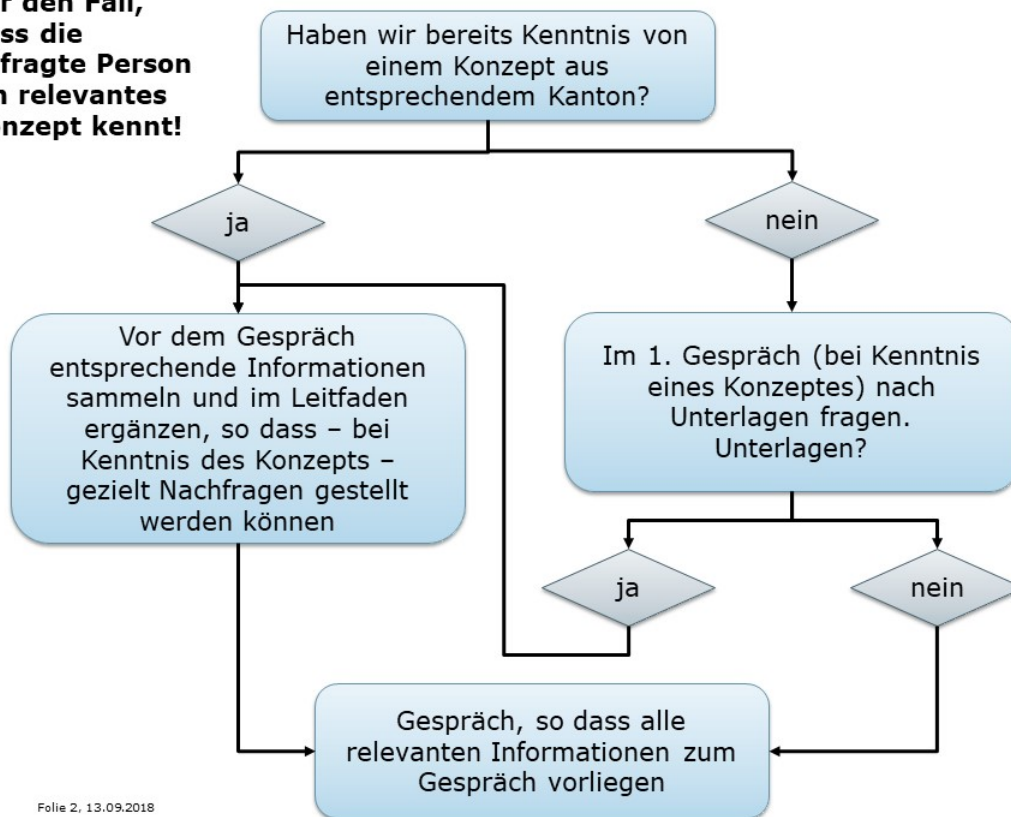 den Fall,
die
Person
relevantes
kennt!
Haben wir bereits Kenntnis von
einem Konzept aus
entsprechendem Kanton?
ja
nein
Vor dem Gespräch
entsprechende Informationen
sammeln und im Leitfaden
ergänzen, so dass – bei
Kenntnis des Konzepts –
gezielt Nachfragen gestellt
werden können
Im 1. Gespräch (bei Kenntnis
eines Konzeptes) nach
Unterlagen fragen.
Unterlagen?
ja
nein
Gespräch, so dass alle
relevanten Informationen zum
Gespräch vorliegen
Folie 2, 13.09.2018